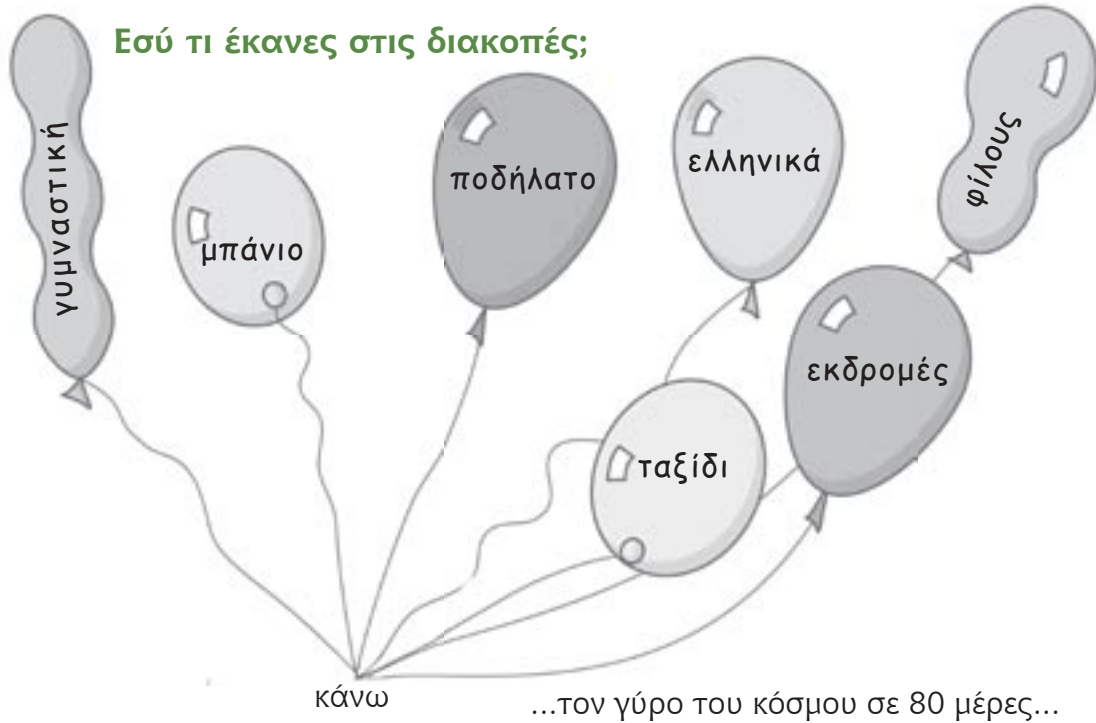 Εσύ τι έκανες στις διακοπές;
γυμναστική
μπάνιο
ποδήλατο
ελληνικά
φίλους
εκδρομές
ταξίδι
κάνω
...τον γύρο του κόσμου σε 80 μέρες...